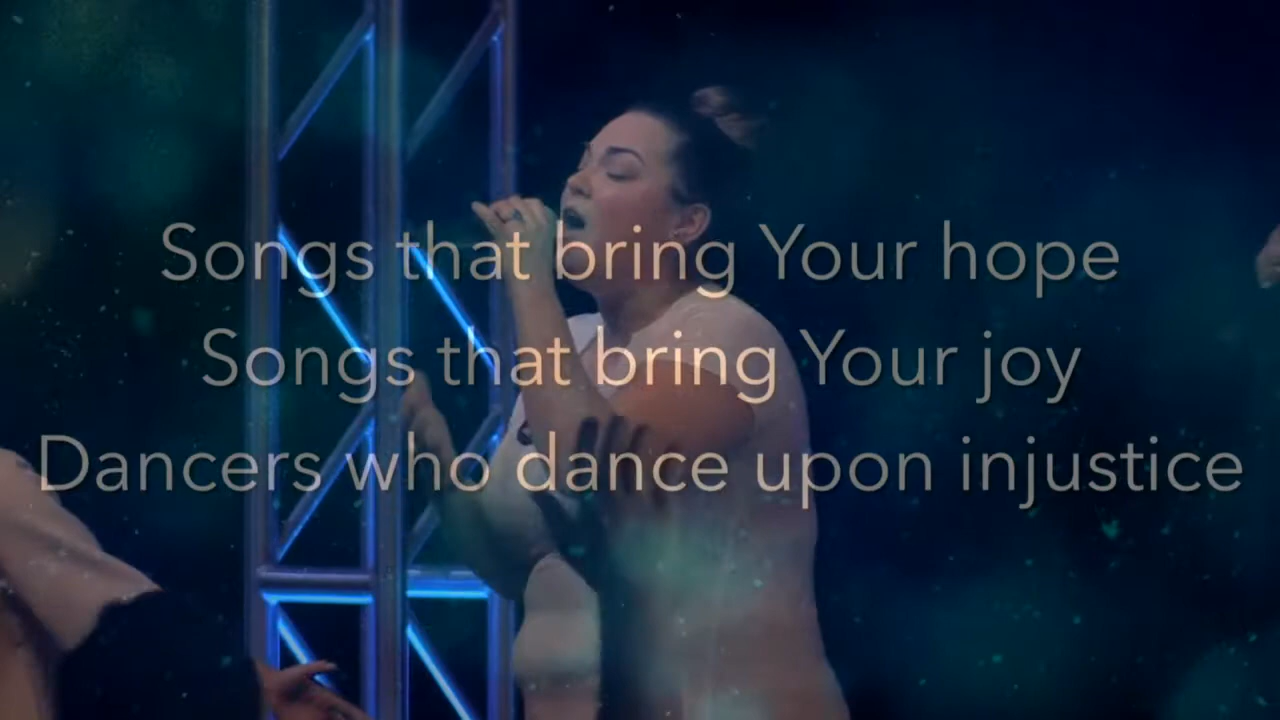 Songs that bring Your hope
Songs that bring Your joy
Dancers who dance upon injustice